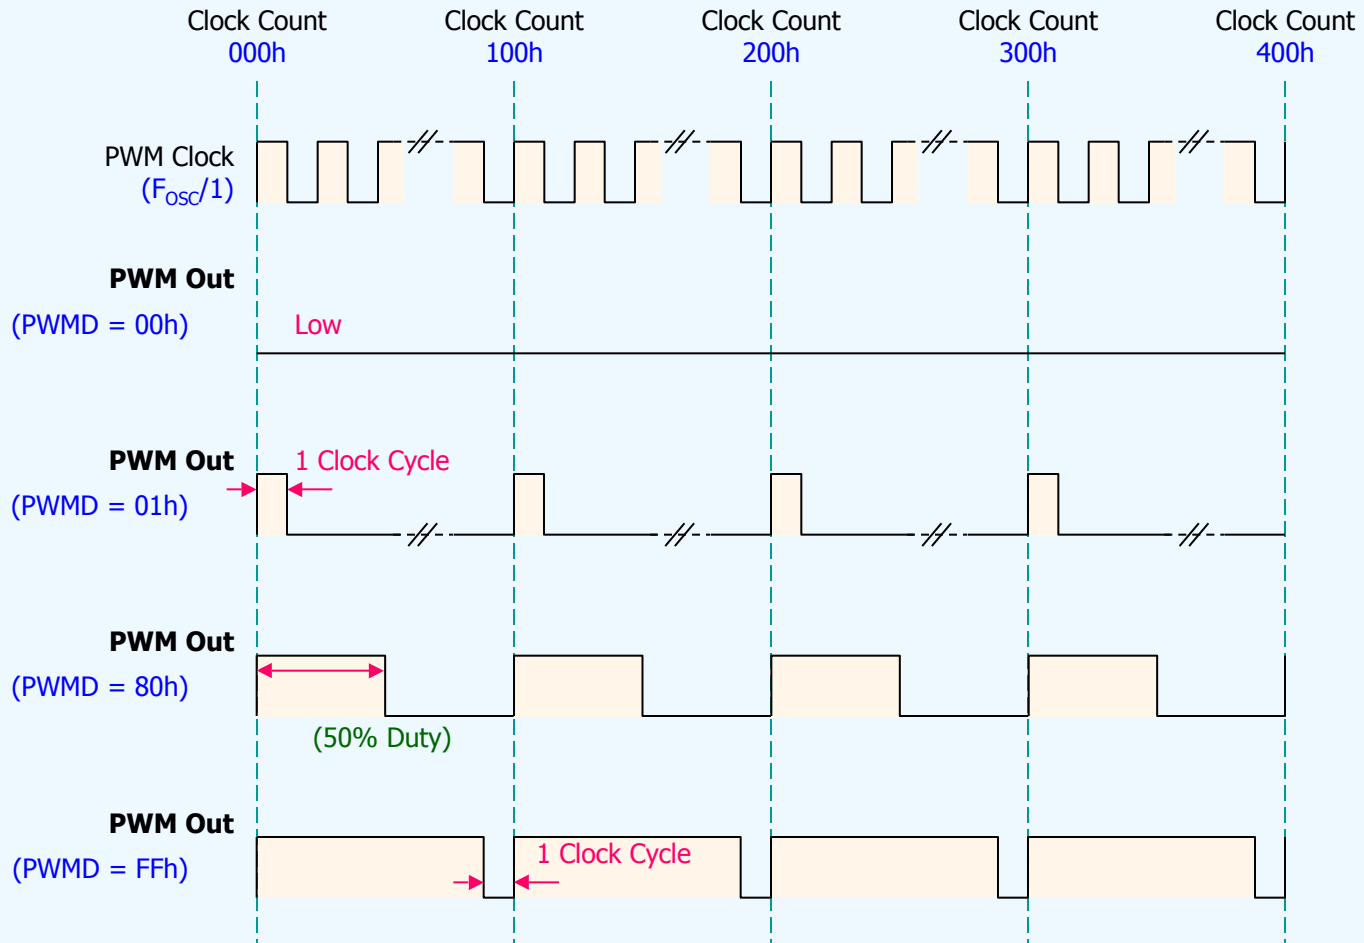 Clock Count Clock Count Clock Count Clock Count Clock Count
000h 100h 200h 300h 400h
PWM Clock
(FOSC/1)
PWM Out
(PWMD = 00h) Low
PWM Out 1 Clock Cycle
(PWMD = 01h)
PWM Out
(PWMD = 80h)
(50% Duty)
PWM Out
1 Clock Cycle
(PWMD = FFh)